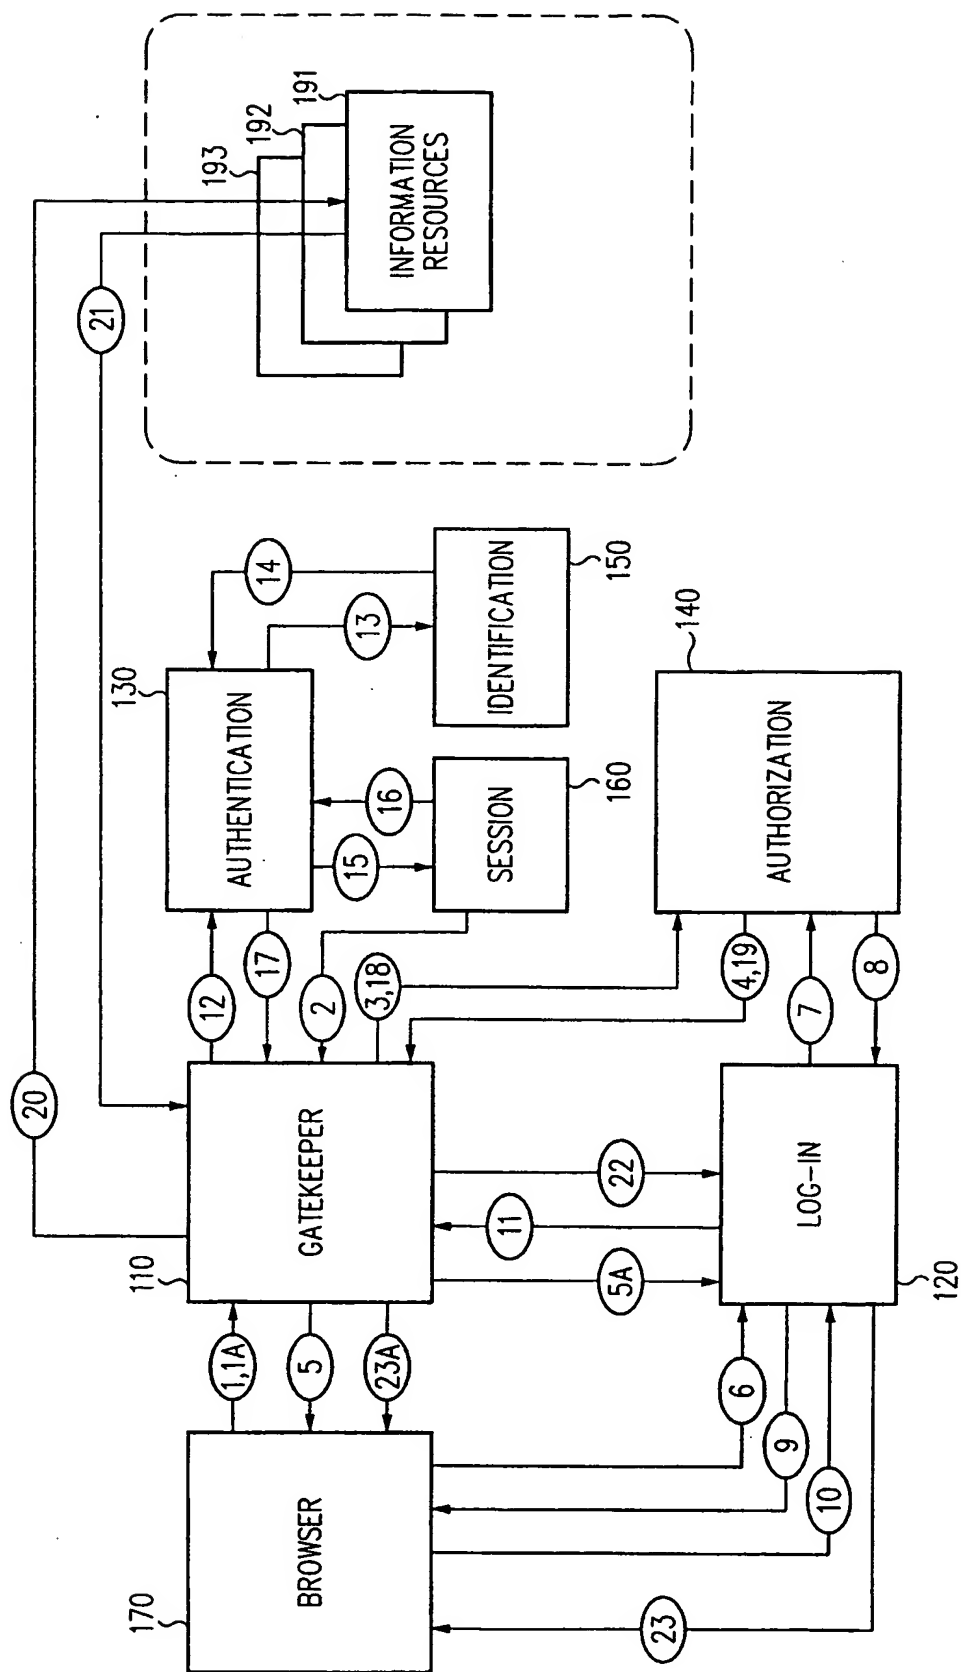 20
21
193
192
191
INFORMATION
RESOURCES
BROWSER
170
1,1A
5
23A
GATEKEEPER
110
12
17
2
3,18
AUTHENTICATION
130
14
13
15
16
SESSION
160
IDENTIFICATION
150
AUTHORIZATION
140
4,19
7
8
22
11
5A
6
9
10
23
LOG-IN
120